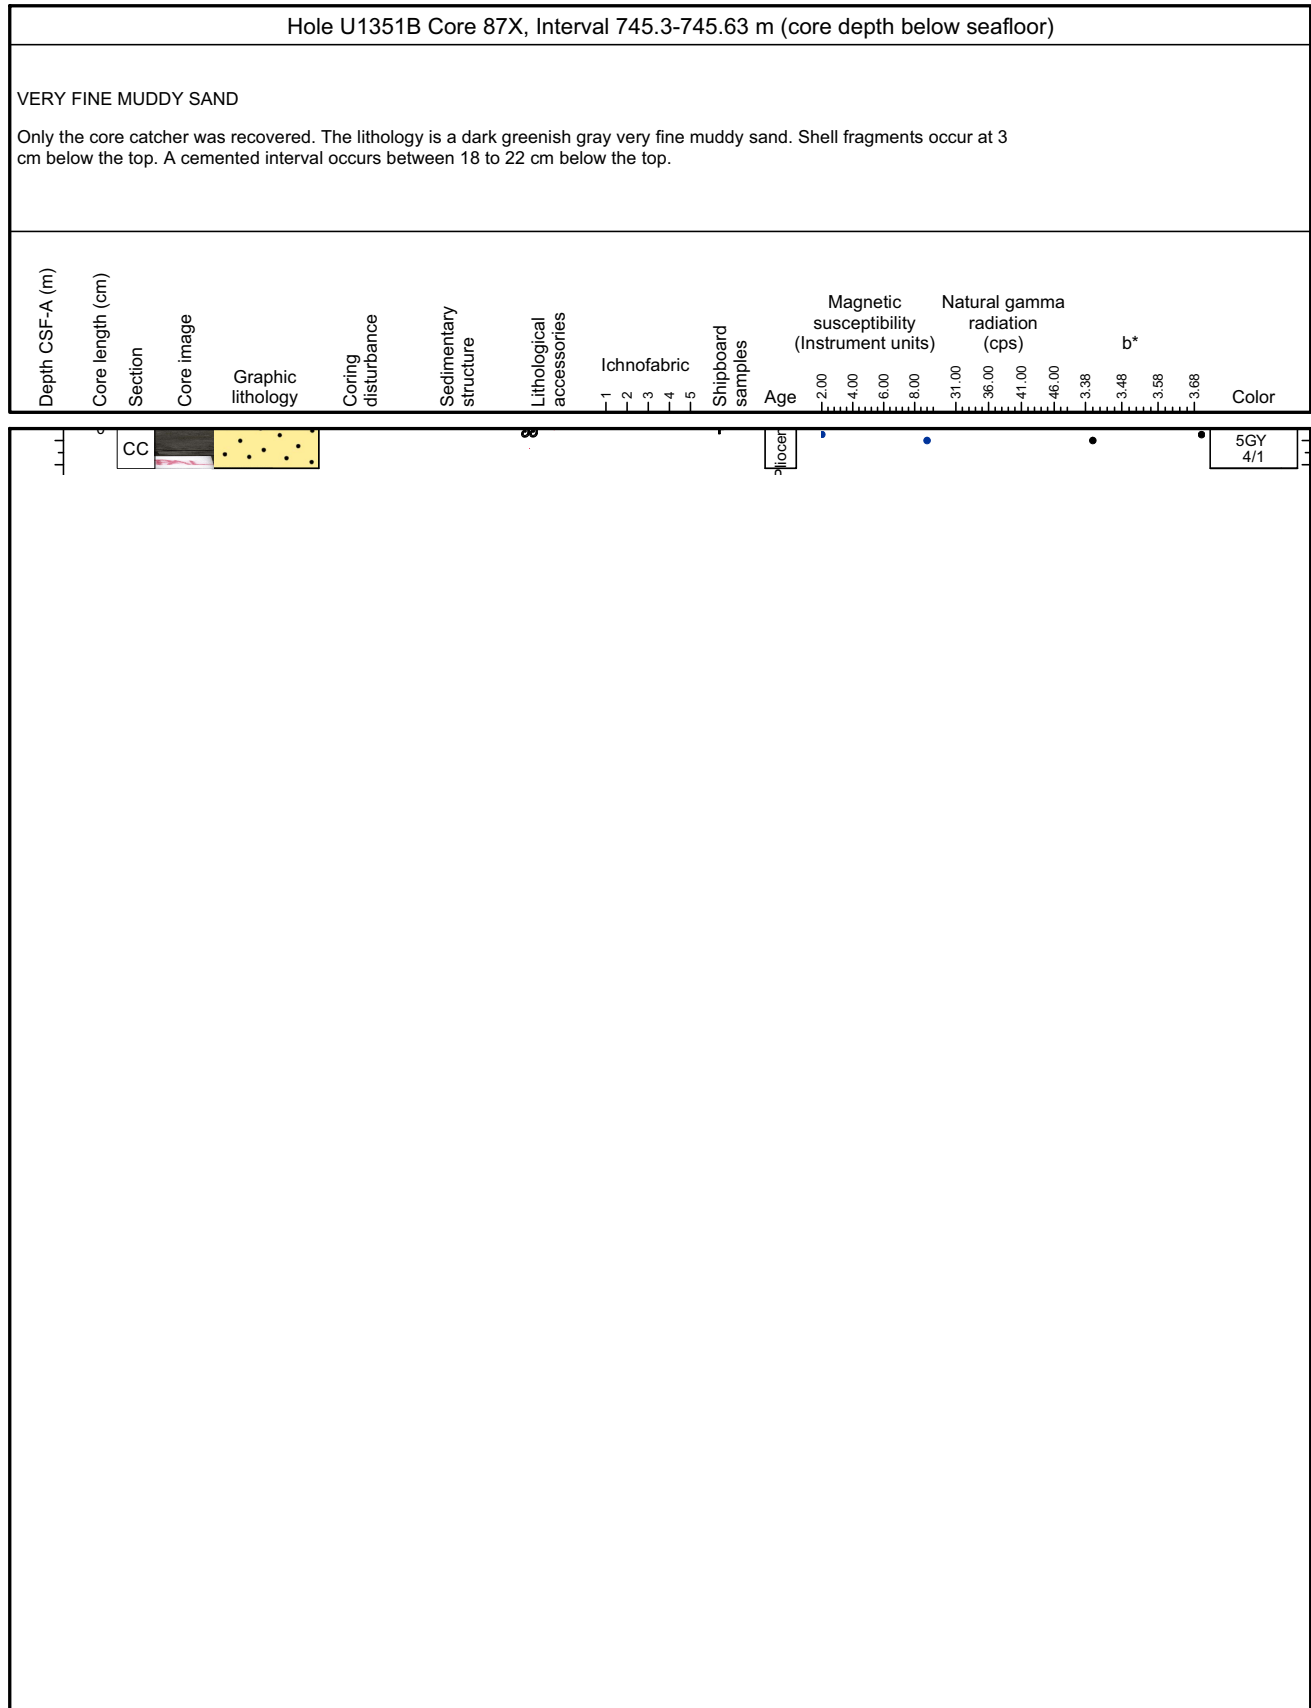 Hole U1351B Core 87X, Interval 745.3-745.63 m (core depth below seafloor)
VERY FINE MUDDY SAND
Only the core catcher was recovered. The lithology is a dark greenish gray very fine muddy sand. Shell fragments occur at 3
cm below the top. A cemented interval occurs between 18 to 22 cm below the top.
Depth CSF-A (m)
Core length (cm)
Section
Core image
Graphic
lithology
Coring
disturbance
Sedimentary
structure
Lithological
accessories
Ichnofabric
1
2
3
4
5
Shipboard
samples
Age
Magnetic
susceptibility
(Instrument units)
2.00
4.00
6.00
8.00
Natural gamma
radiation
(cps)
31.00
36.00
41.00
46.00
b*
3.38
3.48
3.58
3.68
Color
CC
5GY
4/1